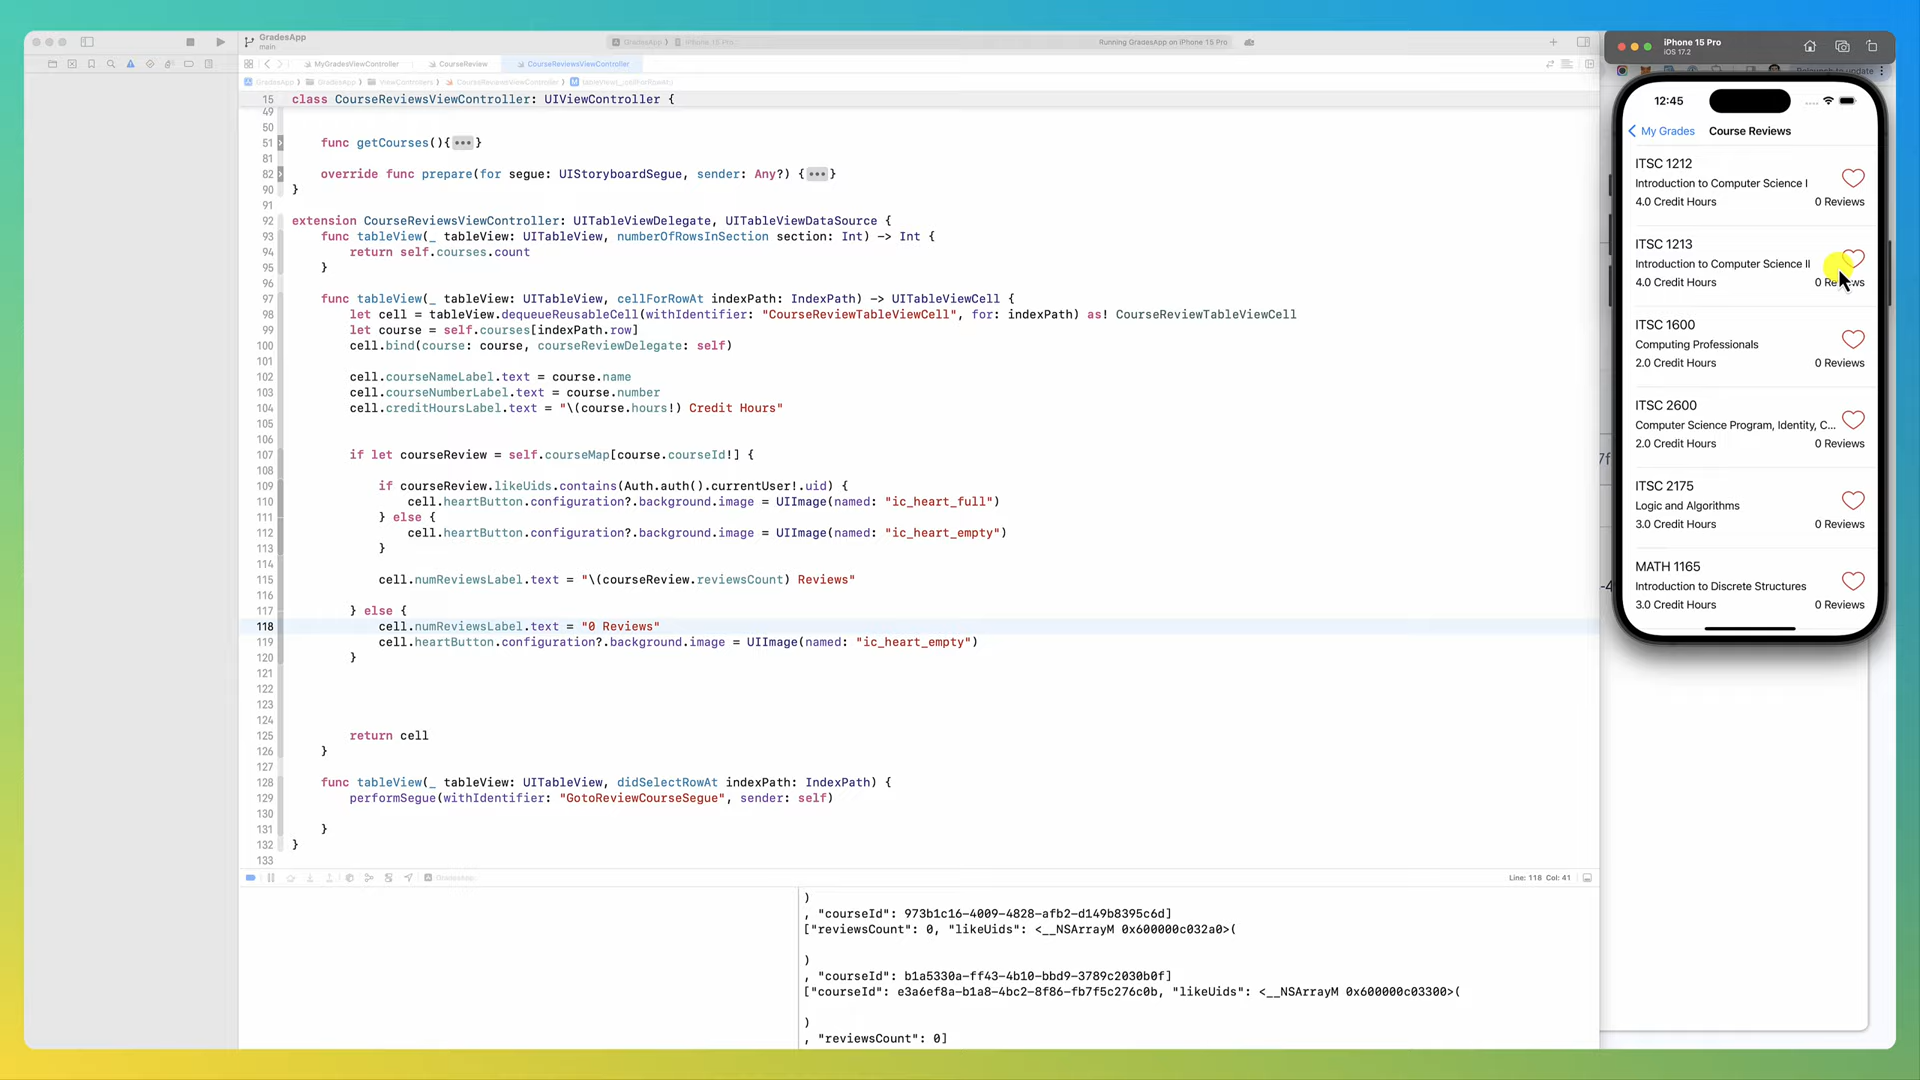 GradesApp
main
GradesApp
iPhone 15 Pro
Running GradesApp on iPhone 15 Pro
MyGradesViewController
CourseReview
CourseReviewsViewController
GradesApp
GradesApp
ViewControllers
CourseReviewsViewController
15 class CourseReviewsViewController: UIViewController {
49
50
51 func getCourses(){•••}
81
82 override func prepare(for segue: UIStoryboardSegue, sender: Any?) {•••}
90 }
91
92 extension CourseReviewsViewController: UITableViewDelegate, UITableViewDataSource {
93 func tableView(_ tableView: UITableView, numberOfRowsInSection section: Int) -> Int {
94 return self.courses.count
95 }
96
97 func tableView(_ tableView: UITableView, cellForRowAt indexPath: IndexPath) -> UITableViewCell {
98 let cell = tableView.dequeueReusableCell(withIdentifier: "CourseReviewTableViewCell", for: indexPath) as! CourseReviewTableViewCell
99 let course = self.courses[indexPath.row]
100 cell.bind(course: course, courseReviewDelegate: self)
101
102 cell.courseNameLabel.text = course.name
103 cell.courseNumberLabel.text = course.number
104 cell.creditHoursLabel.text = "\(course.hours!) Credit Hours"
105
106
107 if let courseReview = self.courseMap[course.courseId!] {
108
109 if courseReview.likeUids.contains(Auth.auth().currentUser!.uid) {
110 cell.heartButton.configuration?.background.image = UIImage(named: "ic_heart_full")
111 } else {
112 cell.heartButton.configuration?.background.image = UIImage(named: "ic_heart_empty")
113 }
114
115 cell.numReviewsLabel.text = "\(courseReview.reviewsCount) Reviews"
116
117 } else {
118 cell.numReviewsLabel.text = "0 Reviews"
119 cell.heartButton.configuration?.background.image = UIImage(named: "ic_heart_empty")
120 }
121
122
123
124
125 return cell
126 }
127
128 func tableView(_ tableView: UITableView, didSelectRowAt indexPath: IndexPath) {
129 performSegue(withIdentifier: "GotoReviewCourseSegue", sender: self)
130
131 }
132 }
133
GradesApp
Line: 118 Col: 41
)
, "courseId": 973b1c16-4009-4828-afb2-d149b8395c6d]
["reviewsCount": 0, "likeUids": <__NSArrayM 0x600000c032a0>(
)
, "courseId": b1a5330a-ff43-4b10-bbd9-3789c2030b0f]
["courseId": e3a6ef8a-b1a8-4bc2-8f86-fb7f5c276c0b, "likeUids": <__NSArrayM 0x600000c03300>(
)
, "reviewsCount": 0]
iPhone 15 Pro
iOS 17.2
12:45
My Grades
Course Reviews
ITSC 1212
Introduction to Computer Science I
4.0 Credit Hours
0 Reviews
ITSC 1213
Introduction to Computer Science II
4.0 Credit Hours
0 Reviews
ITSC 1600
Computing Professionals
2.0 Credit Hours
0 Reviews
ITSC 2600
Computer Science Program, Identity, C...
2.0 Credit Hours
0 Reviews
ITSC 2175
Logic and Algorithms
3.0 Credit Hours
0 Reviews
MATH 1165
Introduction to Discrete Structures
3.0 Credit Hours
0 Reviews